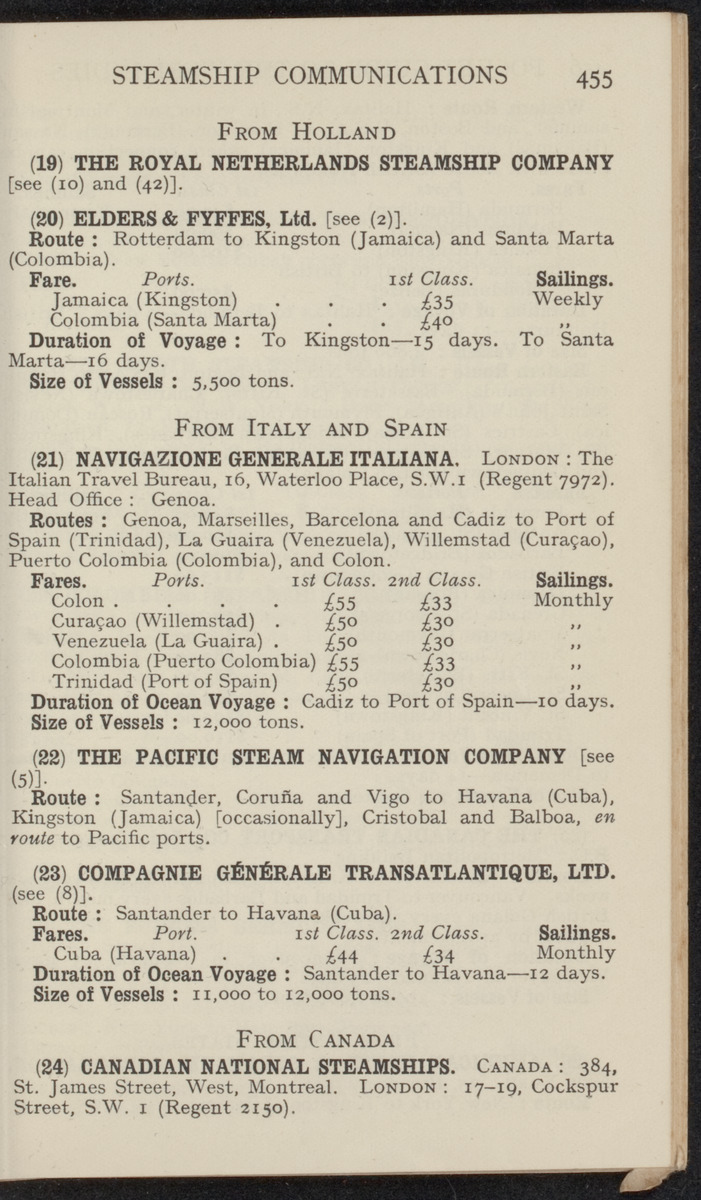 STEAMSHIP COMMUNICATIONS 455
FROM HOLLAND
(19) THE ROYAL NETHERLANDS STEAMSHIP COMPANY
[see (10) and (42)].
(20) ELDERS & FYFFES, Ltd. [see (2)].
Route : Rotterdam to Kingston (Jamaica) and Santa Marta
(Colombia).
Fare. Ports. 1st Class. Sailings.
Jamaica (Kingston) . . . £35 Weekly
Colombia (Santa Marta) . . £40 ,,
Duration of Voyage : To Kingston—15 days. To Santa
Marta—16 days.
Size of Vessels : 5,500 tons.
FROM ITALY AND SPAIN
(21) NAVIGAZIONE GENERALE ITALIANA. LONDON : The
Italian Travel Bureau, 16, Waterloo Place, S.W.1 (Regent 7972).
Head Office : Genoa.
Routes : Genoa, Marseilles, Barcelona and Cadiz to Port of
Spain (Trinidad), La Guaira (Venezuela), Willemstad (Curaçao),
Puerto Colombia (Colombia), and Colon.
Fares. Ports. 1st Class. 2nd Class. Sailings.
Colon . . . . £55 £33 Monthly
Curaçao (Willemstad) . £50 £30 ,,
Venezuela (La Guaira) . £50 £30 ,,
Colombia (Puerto Colombia) £55 £33 ,,
Trinidad (Port of Spain) £50 £30 ,,
Duration of Ocean Voyage : Cadiz to Port of Spain—10 days.
Size of Vessels : 12,000 tons.
(22) THE PACIFIC STEAM NAVIGATION COMPANY [see
(5)].
Route : Santander, Coruña and Vigo to Havana (Cuba),
Kingston (Jamaica) [occasionally], Cristobal and Balboa, en
route to Pacific ports.
(23) COMPAGNIE GÉNÉRALE TRANSATLANTIQUE, LTD.
(see (8)].
Route : Santander to Havana (Cuba).
Fares. Port. 1st Class. 2nd Class. Sailings.
Cuba (Havana) . . £44 £34 Monthly
Duration of Ocean Voyage : Santander to Havana—12 days.
Size of Vessels : 11,000 to 12,000 tons.
FROM CANADA
(24) CANADIAN NATIONAL STEAMSHIPS. CANADA : 384,
St. James Street, West, Montreal. LONDON : 17–19, Cockspur
Street, S.W. 1 (Regent 2150).